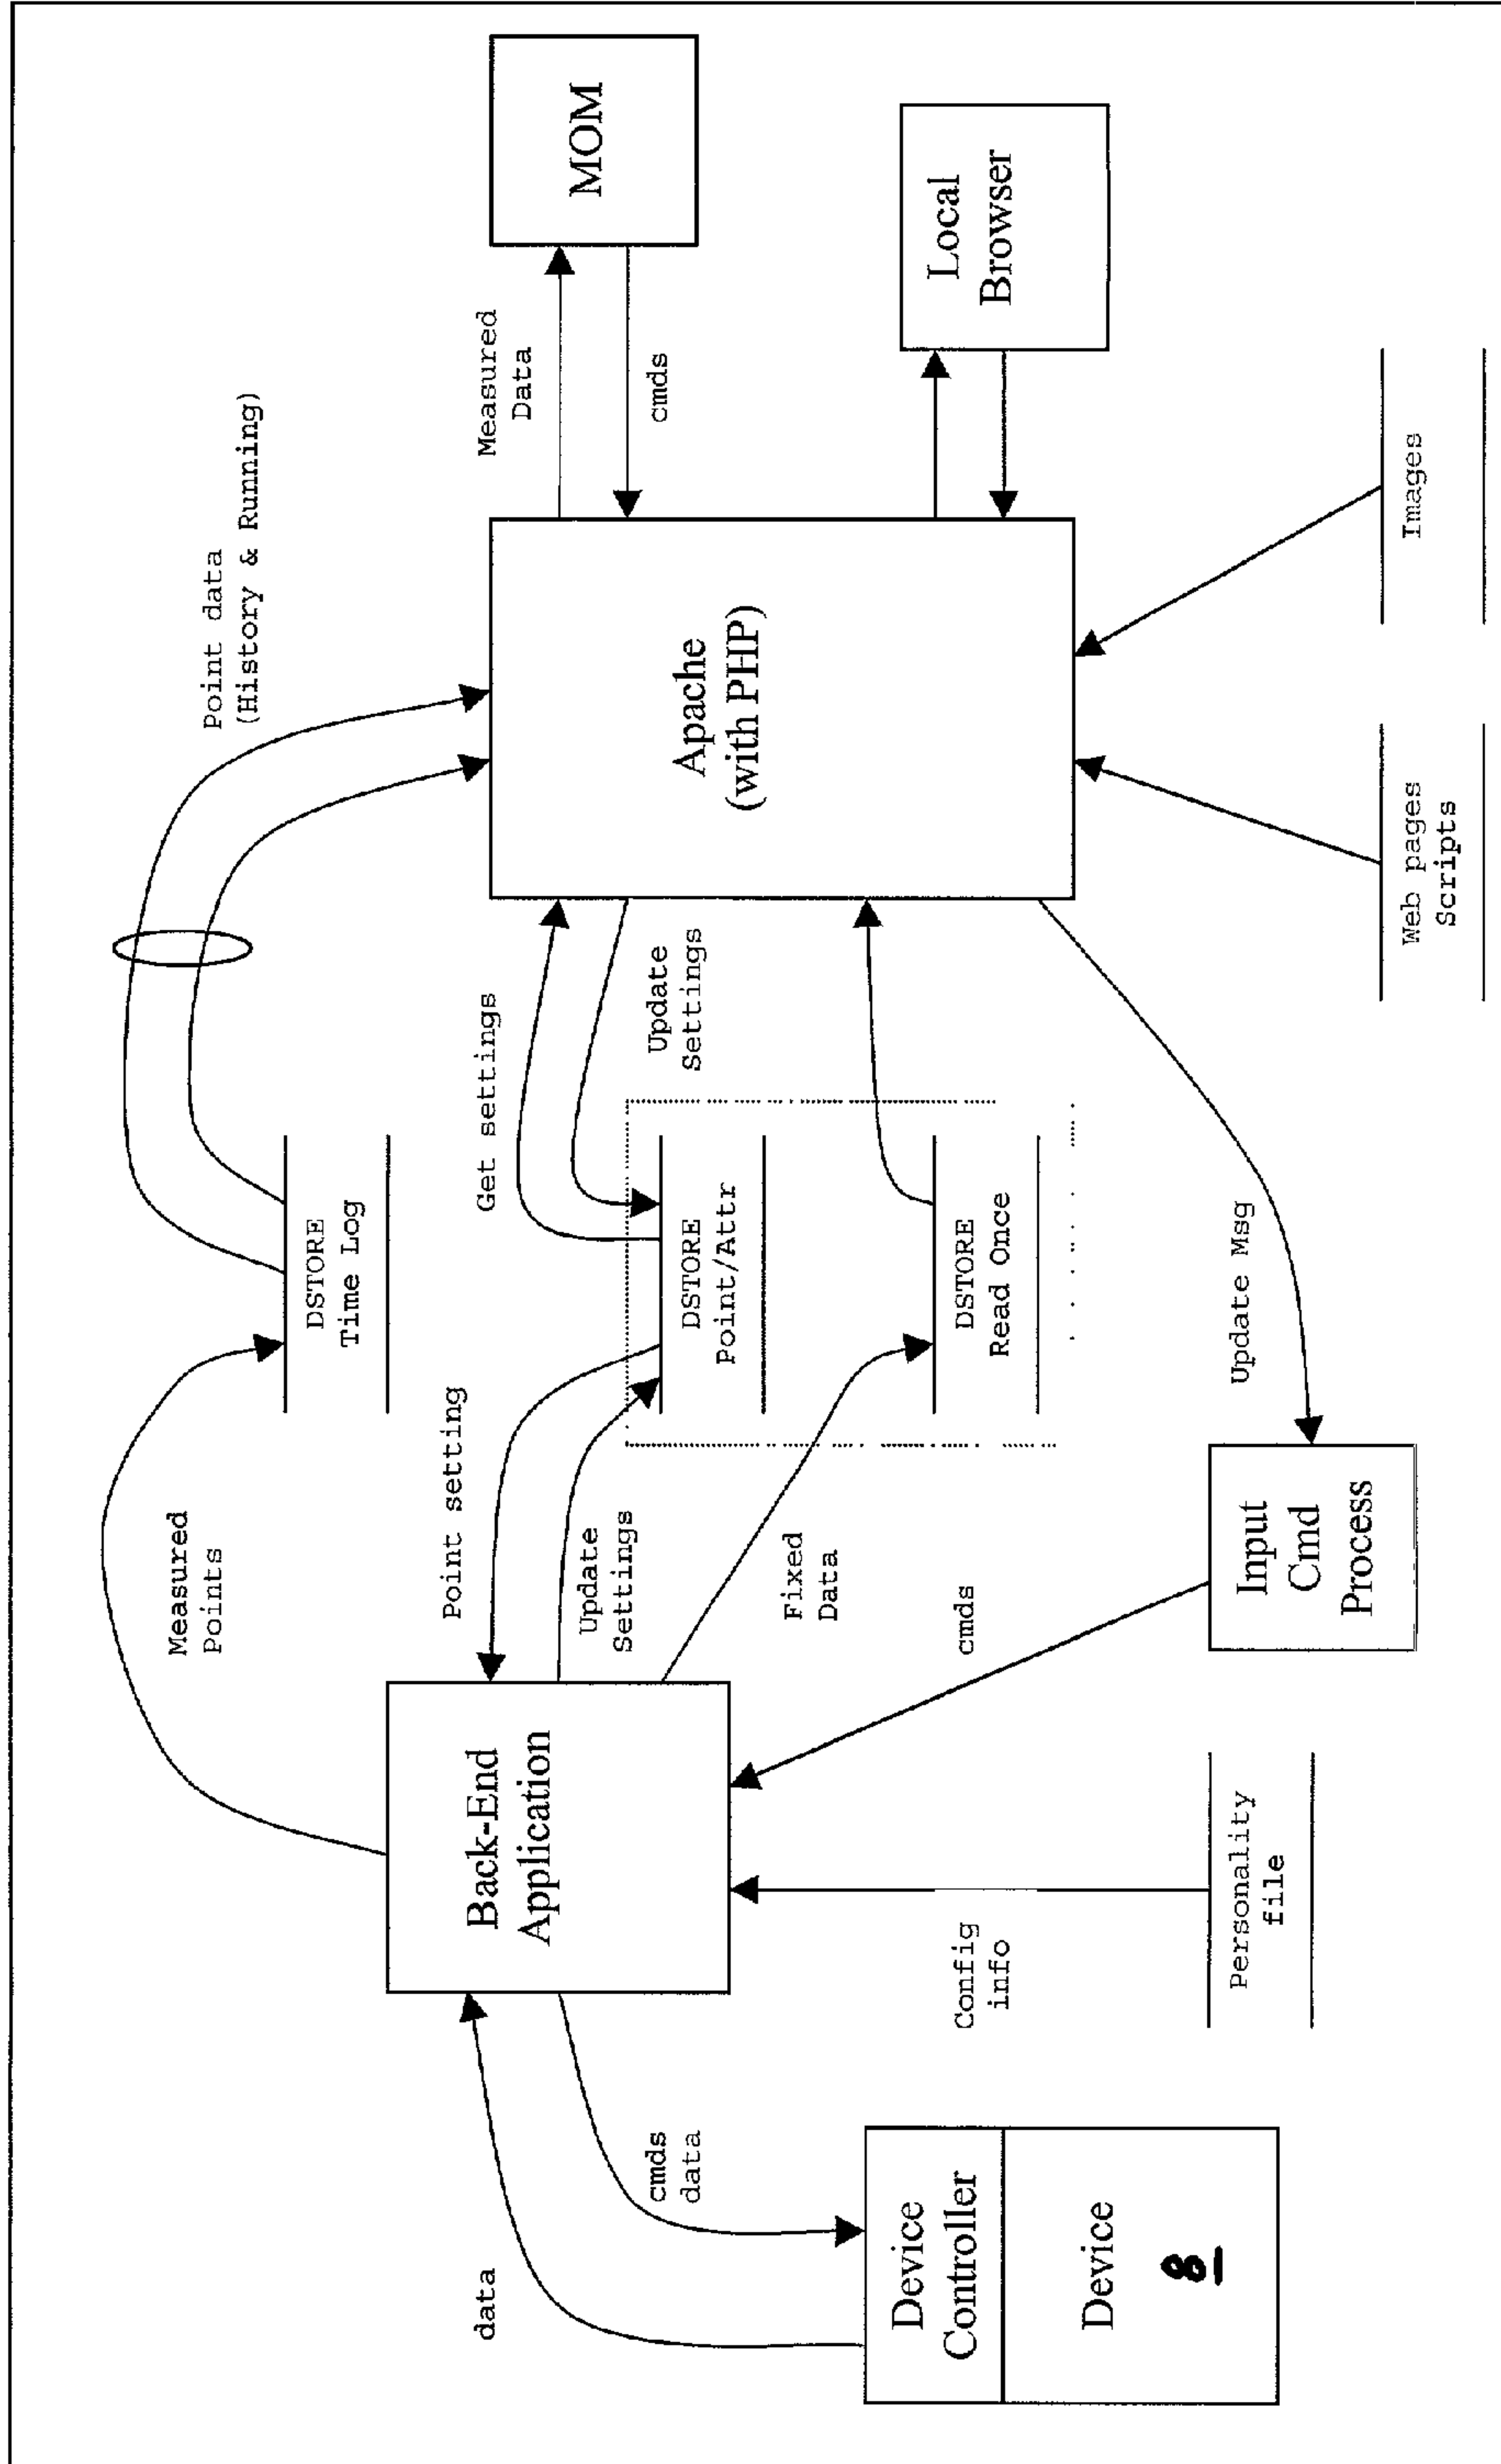 Measured
Points
Point data
(History & Running)
DSTORE
Time Log
data
Back-End
Application
Point setting
Update
Settings
Get settings
Update
Settings
Measured
Data
cmds
MOM
cmds
data
Fixed
Data
DSTORE
Point/Attr
DSTORE
Read Once
Apache
(with PHP)
Local
Browser
Device
Controller
Device
8
Config
info
cmds
Personality
file
Input
Cmd
Process
Update Msg
Web pages
Scripts
Images